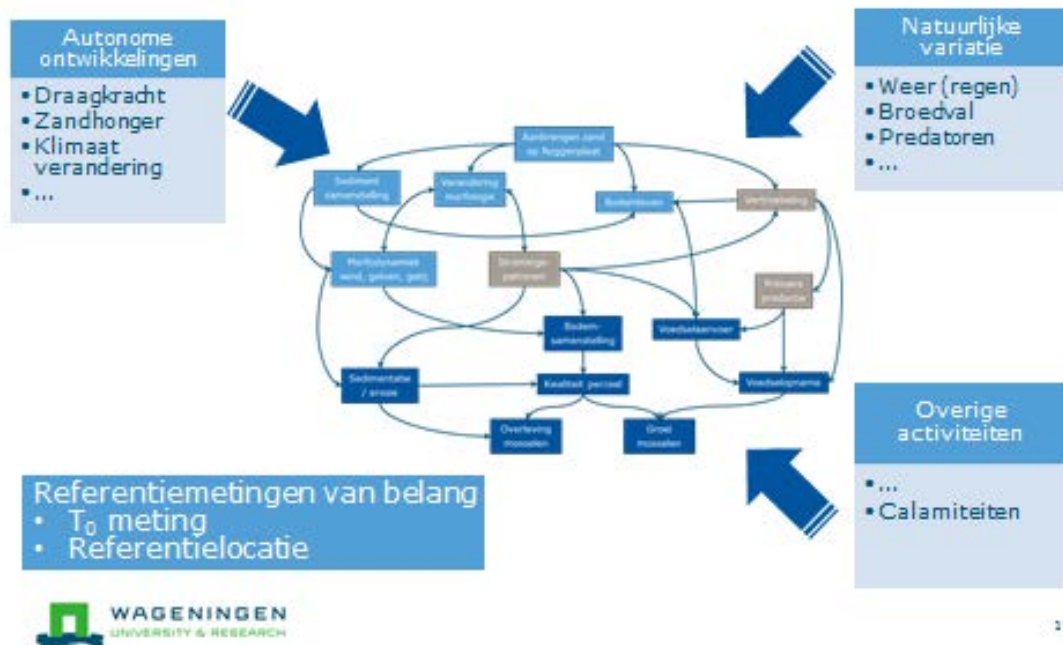 Autonome
ontwikkelingen
▪ Draagkracht
▪ Zandhonger
▪ Klimaat
verandering
▪ ...
Natuurlijke
variatie
▪ Weer (regen)
▪ Broedval
▪ Predatoren
▪ ...
Aanbrengen zand
op Roggenplaat
Sediment
samenstelling
Verandering
morfologie
Bodemleven
Vertroebeling
Morfodynamiek
wind, golven, getij
Stromings-
patronen
Primaire
productie
Bodem-
samenstelling
Voedselaanvoer
Sedimentatie
/ erosie
Kwaliteit perceel
Voedselopname
Overleving
mosselen
Groei
mosselen
Overige
activiteiten
▪ ...
▪ Calamiteiten
Referentiemetingen van belang
• T₀ meting
• Referentielocatie
WAGENINGEN
UNIVERSITY & RESEARCH
1